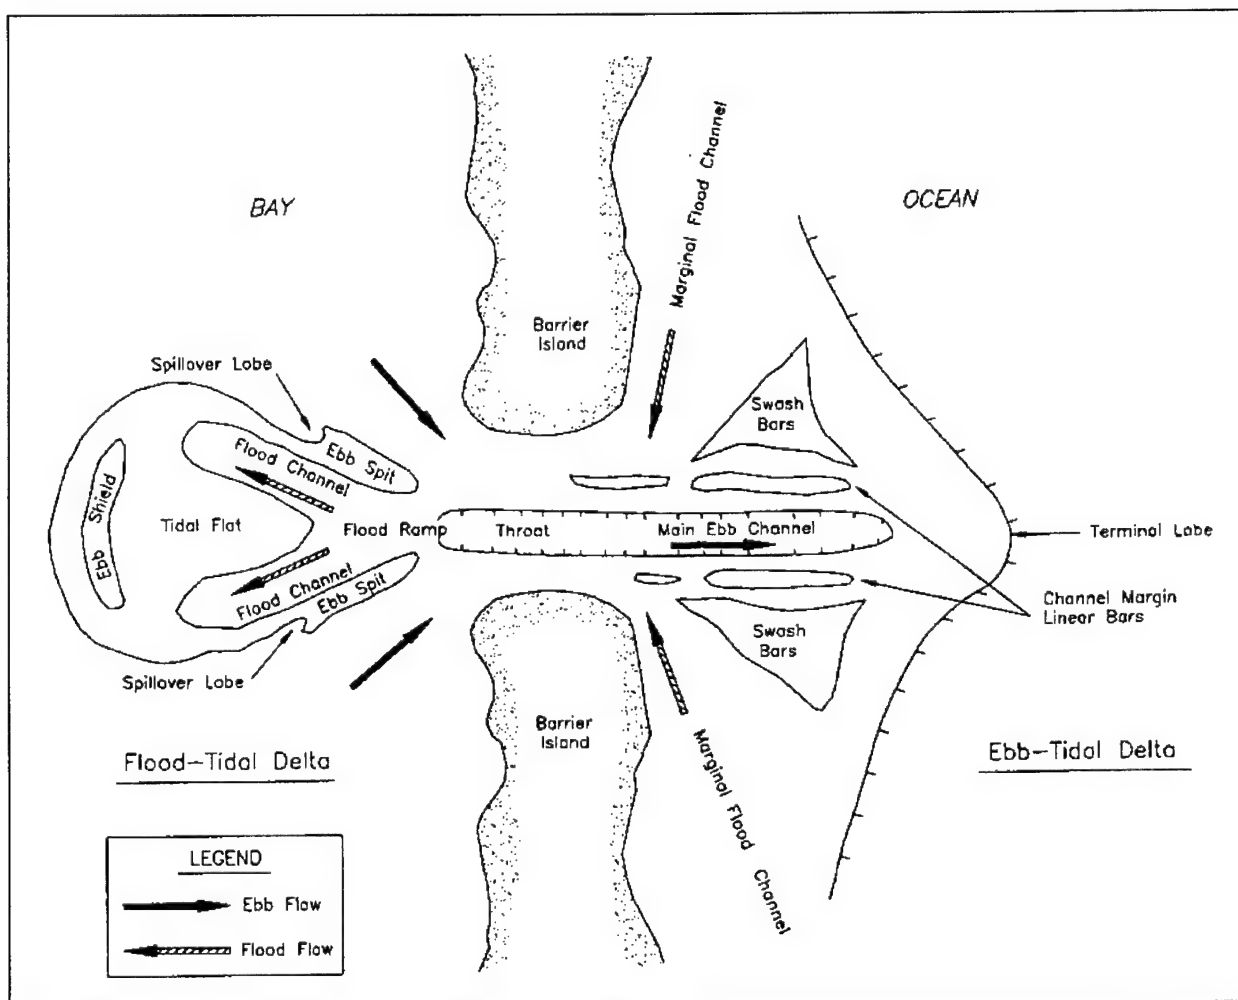 BAY
OCEAN
Marginal Flood Channel
Barrier
Island
Spillover Lobe
Swash
Bars
Flood Channel
Ebb Spit
Ebb Shield
Tidal Flat
Flood Ramp
Throat
Main Ebb Channel
Terminal Lobe
Flood Channel
Ebb Spit
Channel Margin
Linear Bars
Swash
Bars
Spillover Lobe
Barrier
Island
Marginal Flood Channel
Flood-Tidal Delta
Ebb-Tidal Delta
LEGEND
Ebb Flow
Flood Flow